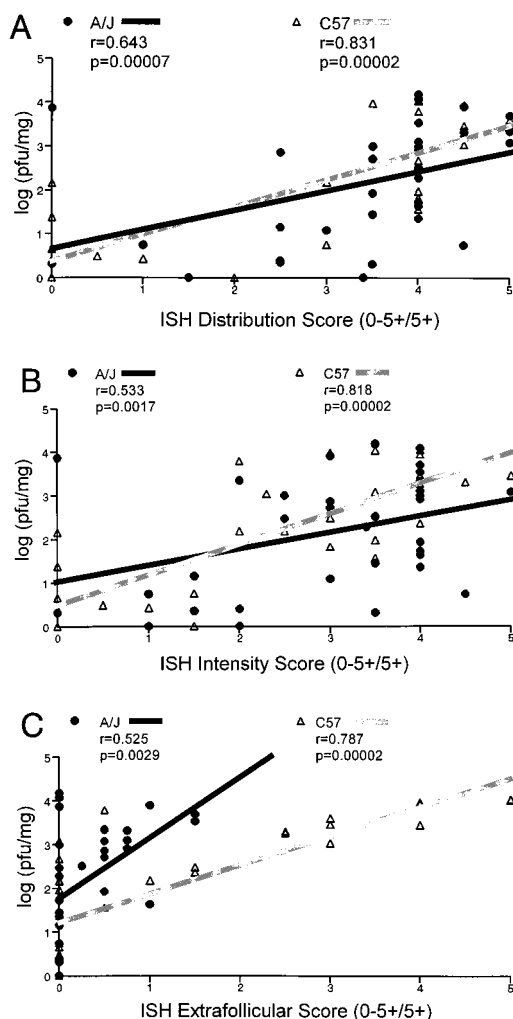 A
A/J
r=0.643
p=0.00007
C57
r=0.831
p=0.00002
log (pfu/mg)
5
4
3
2
1
0
0 1 2 3 4 5
ISH Distribution Score (0-5+/5+)
B
A/J
r=0.533
p=0.0017
C57
r=0.818
p=0.00002
log (pfu/mg)
5
4
3
2
1
0
0 1 2 3 4 5
ISH Intensity Score (0-5+/5+)
C
A/J
r=0.525
p=0.0029
C57
r=0.787
p=0.00002
log (pfu/mg)
5
4
3
2
1
0
0 1 2 3 4 5
ISH Extrafollicular Score (0-5+/5+)